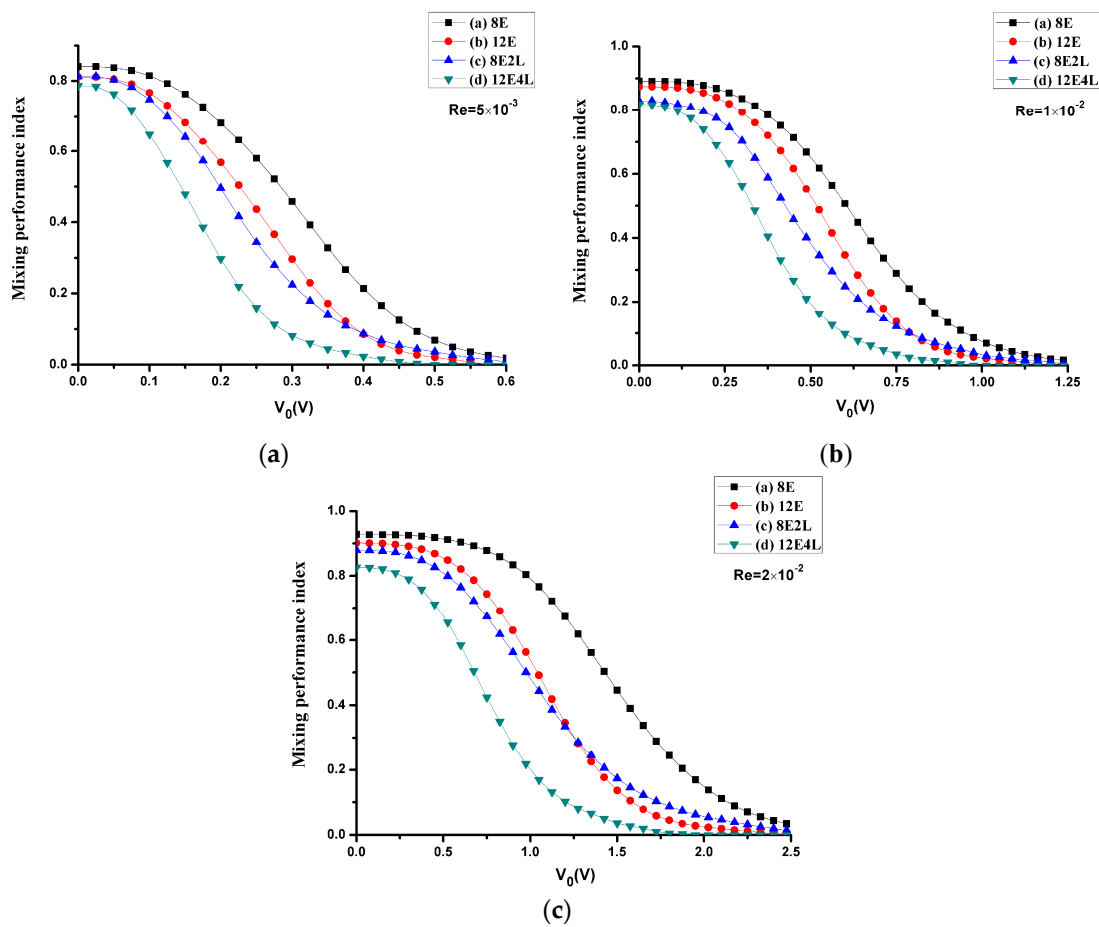 (a) 8E
(b) 12E
(c) 8E2L
(d) 12E4L
Re=5×10⁻³
Mixing performance index
0.8
0.6
0.4
0.2
0.0
0.0 0.1 0.2 0.3 0.4 0.5 0.6
V₀(V)
(a)
(a) 8E
(b) 12E
(c) 8E2L
(d) 12E4L
Re=1×10⁻²
Mixing performance index
1.0
0.8
0.6
0.4
0.2
0.0
0.00 0.25 0.50 0.75 1.00 1.25
V₀(V)
(b)
(a) 8E
(b) 12E
(c) 8E2L
(d) 12E4L
Re=2×10⁻²
Mixing performance index
1.0
0.8
0.6
0.4
0.2
0.0
0.0 0.5 1.0 1.5 2.0 2.5
V₀(V)
(c)